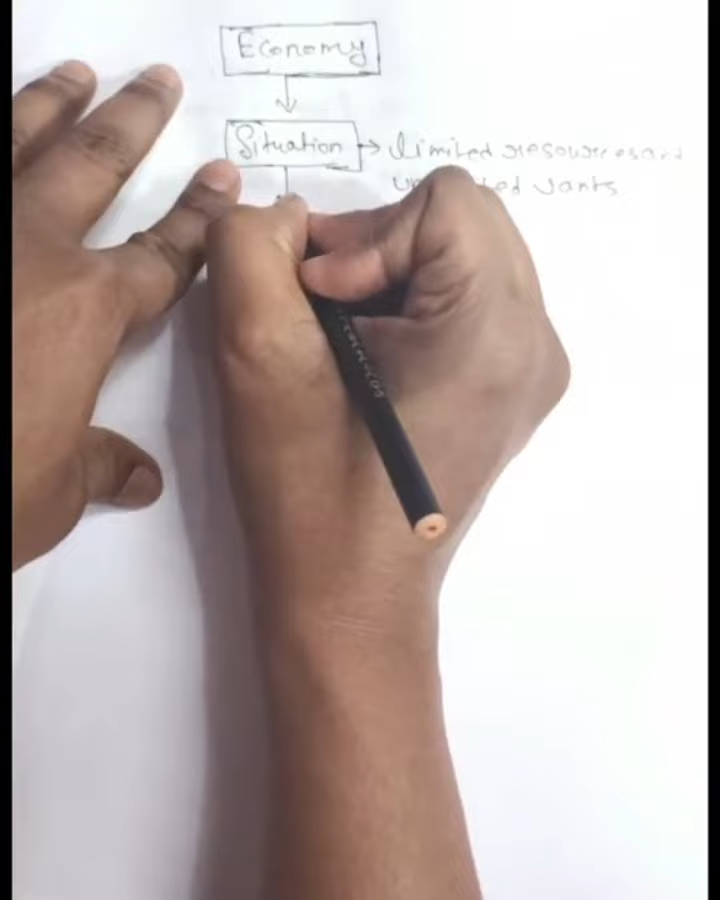 Economy
Situation → limited resources and
wants